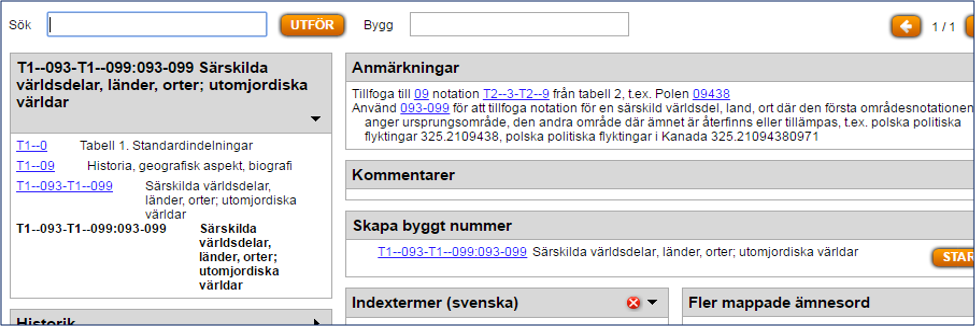 Sök UTFÖR Bygg 1 / 1
T1--093-T1--099:093-099 Särskilda
världsdelar, länder, orter; utomjordiska
världar
T1--0 Tabell 1. Standardindelningar
T1--09 Historia, geografisk aspekt, biografi
T1--093-T1--099 Särskilda världsdelar,
länder, orter; utomjordiska
världar
T1--093-T1--099:093-099 Särskilda
världsdelar,
länder, orter;
utomjordiska
världar
Historik
Anmärkningar
Tillfoga till 09 notation T2--3-T2--9 från tabell 2, t.ex. Polen 09438
Använd 093-099 för att tillfoga notation för en särskild världsdel, land, ort där den första områdesnotationen
anger ursprungsområde, den andra område där ämnet är återfinns eller tillämpas, t.ex. polska politiska
flyktingar 325.2109438, polska politiska flyktingar i Kanada 325.21094380971
Kommentarer
Skapa byggt nummer
T1--093-T1--099:093-099 Särskilda världsdelar, länder, orter; utomjordiska världar
STAR
Indextermer (svenska)
Fler mappade ämnesord